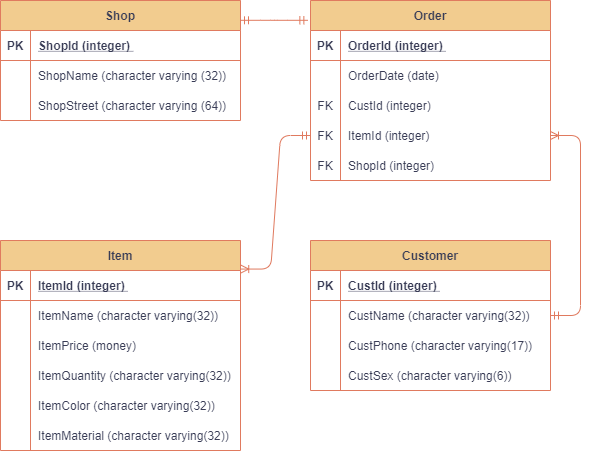 Shop
PK ShopId (integer)
ShopName (character varying (32))
ShopStreet (character varying (64))
Order
PK OrderId (integer)
OrderDate (date)
FK CustId (integer)
FK ItemId (integer)
FK ShopId (integer)
Item
PK ItemId (integer)
ItemName (character varying(32))
ItemPrice (money)
ItemQuantity (character varying(32))
ItemColor (character varying(32))
ItemMaterial (character varying(32))
Customer
PK CustId (integer)
CustName (character varying(32))
CustPhone (character varying(17))
CustSex (character varying(6))